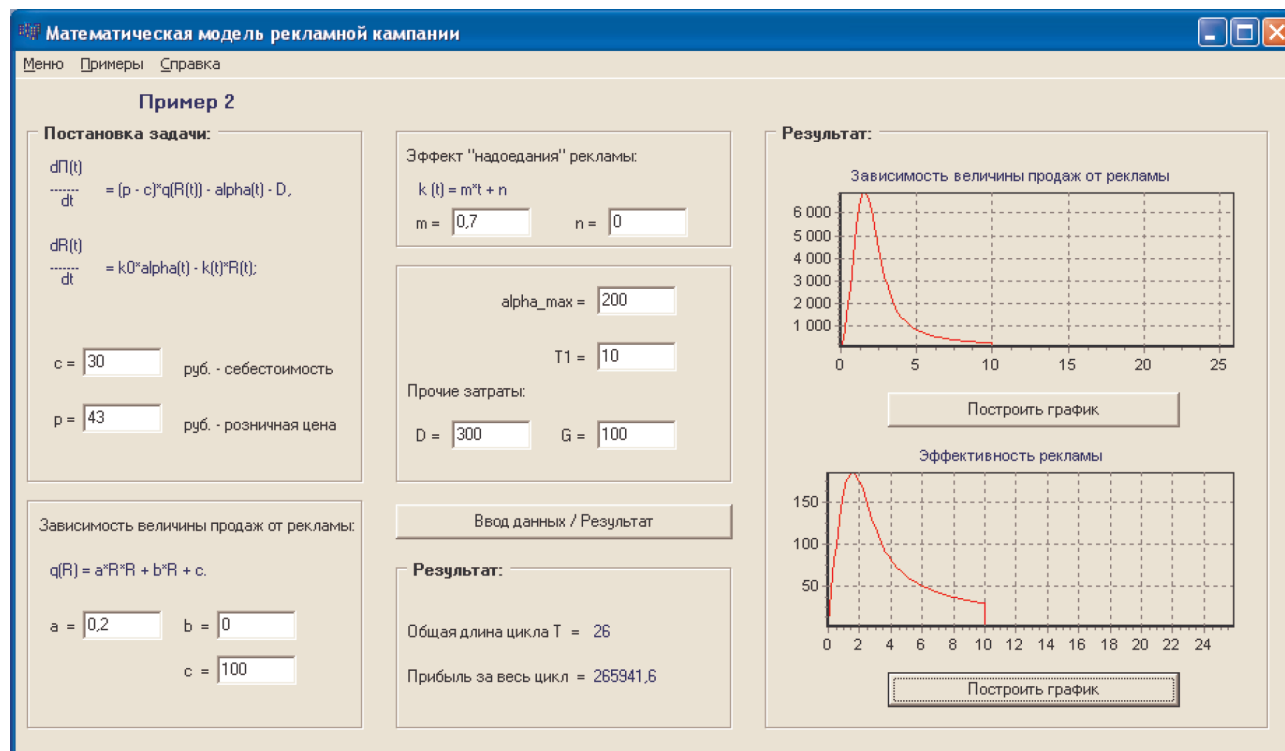 Математическая модель рекламной кампании
Меню Примеры Справка
Пример 2
Постановка задачи:
dП(t)
------- = (p - c)*q(R(t)) - alpha(t) - D,
dt
dR(t)
------- = k0*alpha(t) - k(t)*R(t);
dt
c = 30 руб. - себестоимость
p = 43 руб. - розничная цена
Зависимость величины продаж от рекламы:
q(R) = a*R*R + b*R + c.
a = 0,2 b = 0
c = 100
Эффект "надоедания" рекламы:
k (t) = m*t + n
m = 0,7 n = 0
alpha_max = 200
T1 = 10
Прочие затраты:
D = 300 G = 100
Ввод данных / Результат
Результат:
Общая длина цикла T = 26
Прибыль за весь цикл = 265941,6
Результат:
Зависимость величины продаж от рекламы
6 000
5 000
4 000
3 000
2 000
1 000
0 5 10 15 20 25
Построить график
Эффективность рекламы
150
100
50
0 2 4 6 8 10 12 14 16 18 20 22 24
Построить график